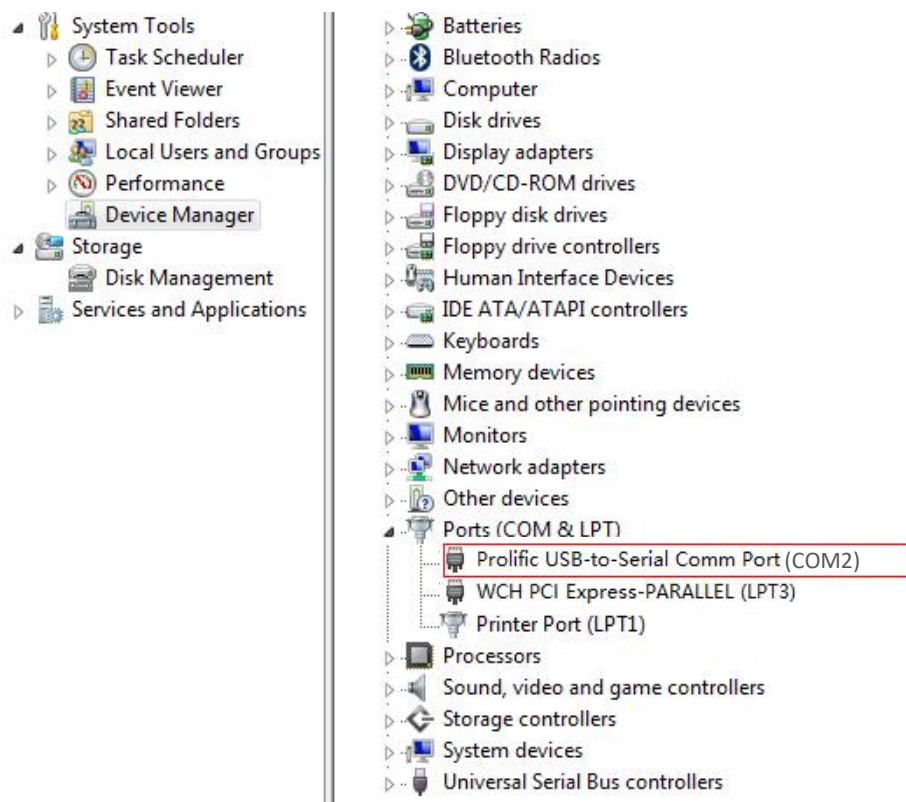 System Tools
Task Scheduler
Event Viewer
Shared Folders
Local Users and Groups
Performance
Device Manager
Storage
Disk Management
Services and Applications
Batteries
Bluetooth Radios
Computer
Disk drives
Display adapters
DVD/CD-ROM drives
Floppy disk drives
Floppy drive controllers
Human Interface Devices
IDE ATA/ATAPI controllers
Keyboards
Memory devices
Mice and other pointing devices
Monitors
Network adapters
Other devices
Ports (COM & LPT)
Prolific USB-to-Serial Comm Port (COM2)
WCH PCI Express-PARALLEL (LPT3)
Printer Port (LPT1)
Processors
Sound, video and game controllers
Storage controllers
System devices
Universal Serial Bus controllers